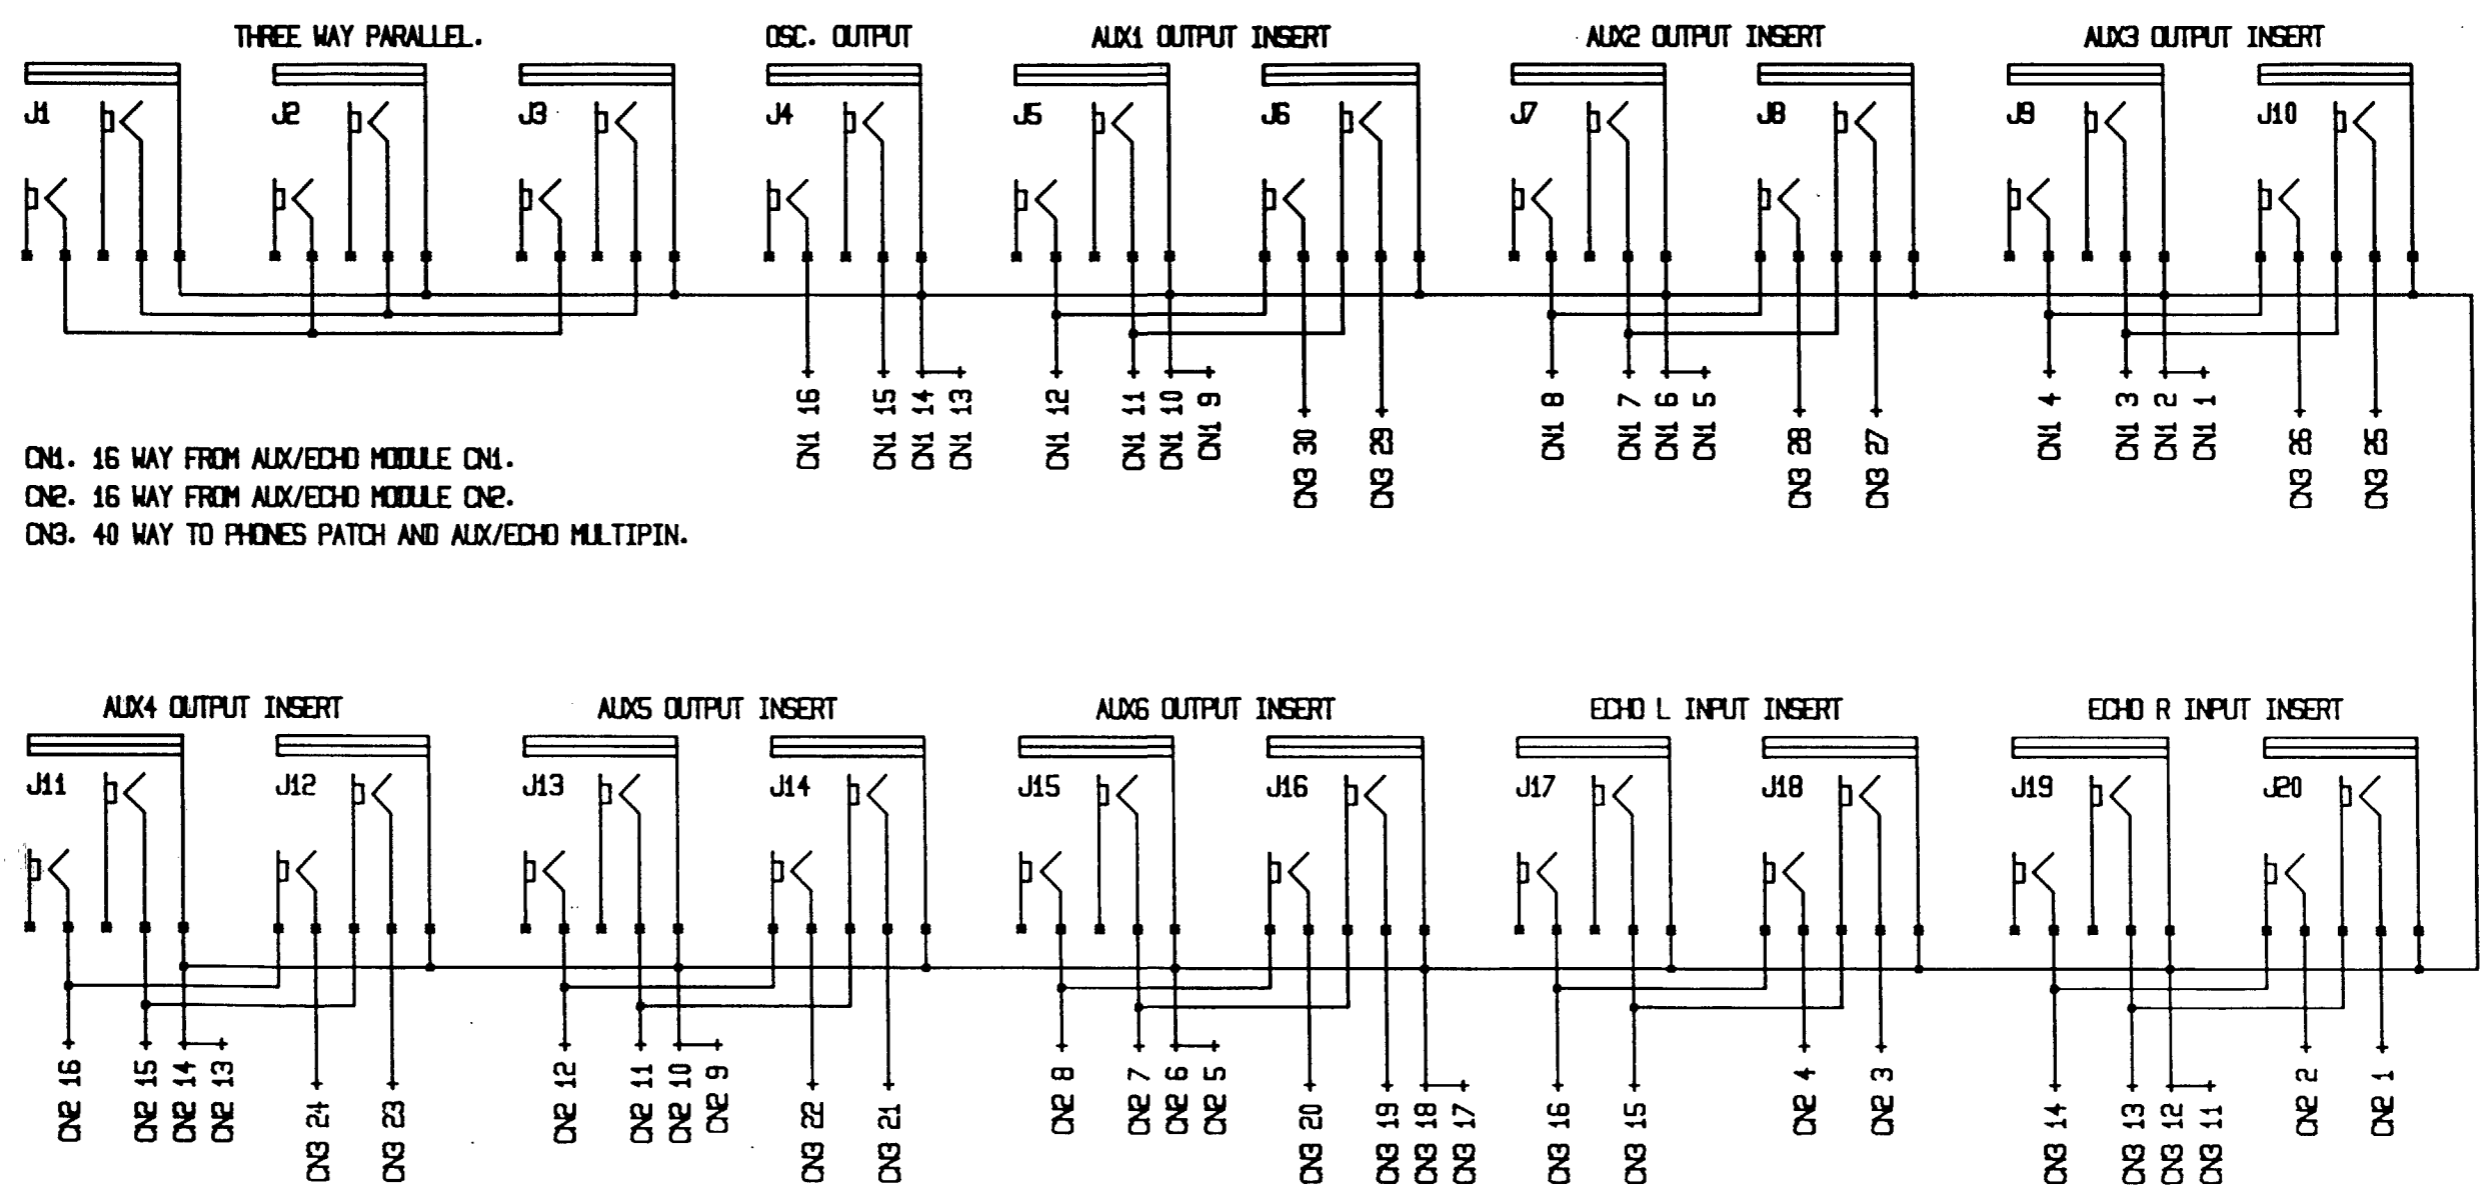 THREE WAY PARALLEL.
OSC. OUTPUT
AUX1 OUTPUT INSERT
AUX2 OUTPUT INSERT
AUX3 OUTPUT INSERT
J1
J2
J3
J4
J5
J6
J7
J8
J9
J10
CN1 16
CN1 15
CN1 14
CN1 13
CN1 12
CN1 11
CN1 10
CN1 9
CN3 30
CN3 29
CN1 8
CN1 7
CN1 6
CN1 5
CN3 28
CN3 27
CN1 4
CN1 3
CN1 2
CN1 1
CN3 26
CN3 25
CN1. 16 WAY FROM AUX/ECHO MODULE CN1.
CN2. 16 WAY FROM AUX/ECHO MODULE CN2.
CN3. 40 WAY TO PHONES PATCH AND AUX/ECHO MULTIPIN.
AUX4 OUTPUT INSERT
AUX5 OUTPUT INSERT
AUX6 OUTPUT INSERT
ECHO L INPUT INSERT
ECHO R INPUT INSERT
J11
J12
J13
J14
J15
J16
J17
J18
J19
J20
CN2 16
CN2 15
CN2 14
CN2 13
CN3 24
CN3 23
CN2 12
CN2 11
CN2 10
CN2 9
CN3 22
CN3 21
CN2 8
CN2 7
CN2 6
CN2 5
CN3 20
CN3 19
CN3 18
CN3 17
CN3 16
CN3 15
CN2 4
CN2 3
CN3 14
CN3 13
CN3 12
CN3 11
CN2 2
CN2 1